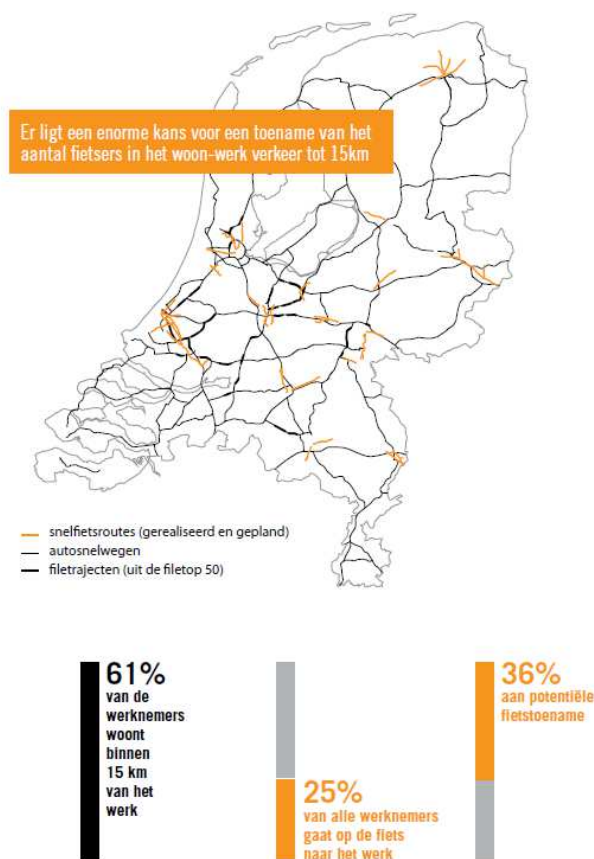 Er ligt een enorme kans voor een toename van het
aantal fietsers in het woon-werk verkeer tot 15km
snelfietsroutes (gerealiseerd en gepland)
autosnelwegen
filetrajecten (uit de filetop 50)
61%
van de
werknemers
woont
binnen
15 km
van het
werk
25%
van alle werknemers
gaat op de fiets
naar het werk
36%
aan potentiële
fietstoename